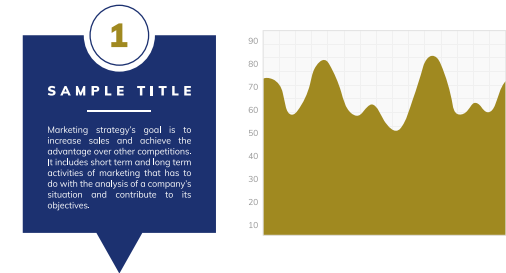 1
SAMPLE TITLE
Marketing strategy's goal is to
increase sales and achieve the
advantage over other competitions.
It includes short term and long term
activities of marketing that has to
do with the analysis of a company's
situation and contribute to its
objectives.
90
80
70
60
50
40
30
20
10